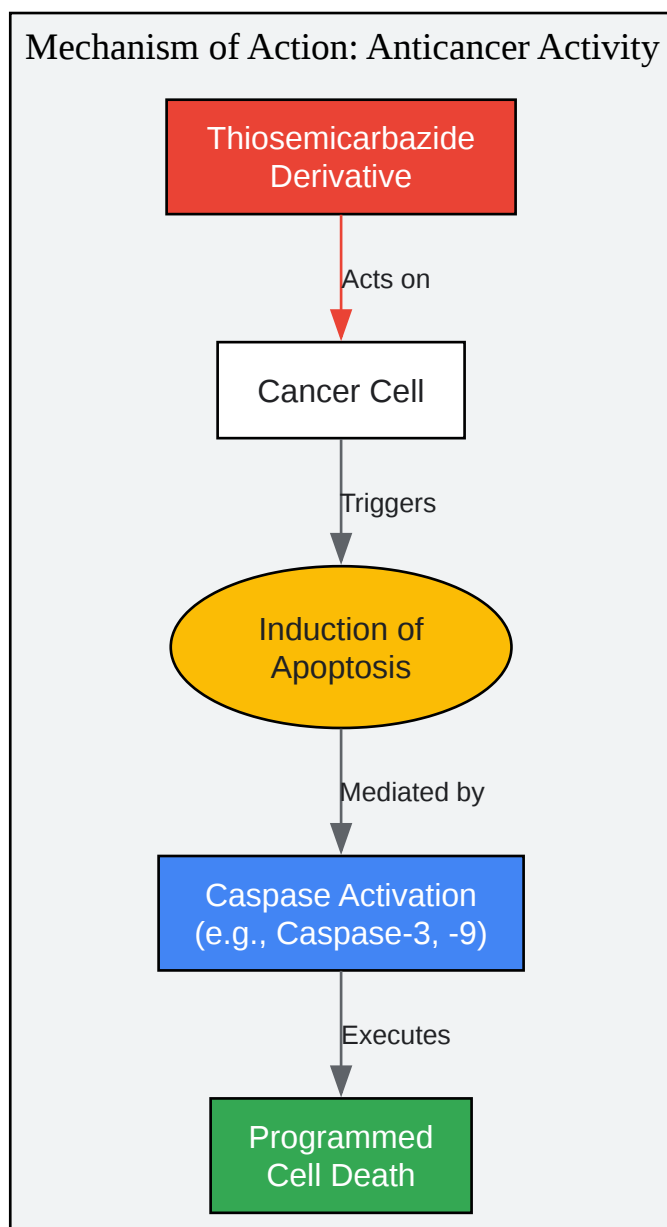 Mechanism of Action: Anticancer Activity
Thiosemicarbazide
Derivative
Acts on
Cancer Cell
Triggers
Induction of
Apoptosis
Mediated by
Caspase Activation
(e.g., Caspase-3, -9)
Executes
Programmed
Cell Death